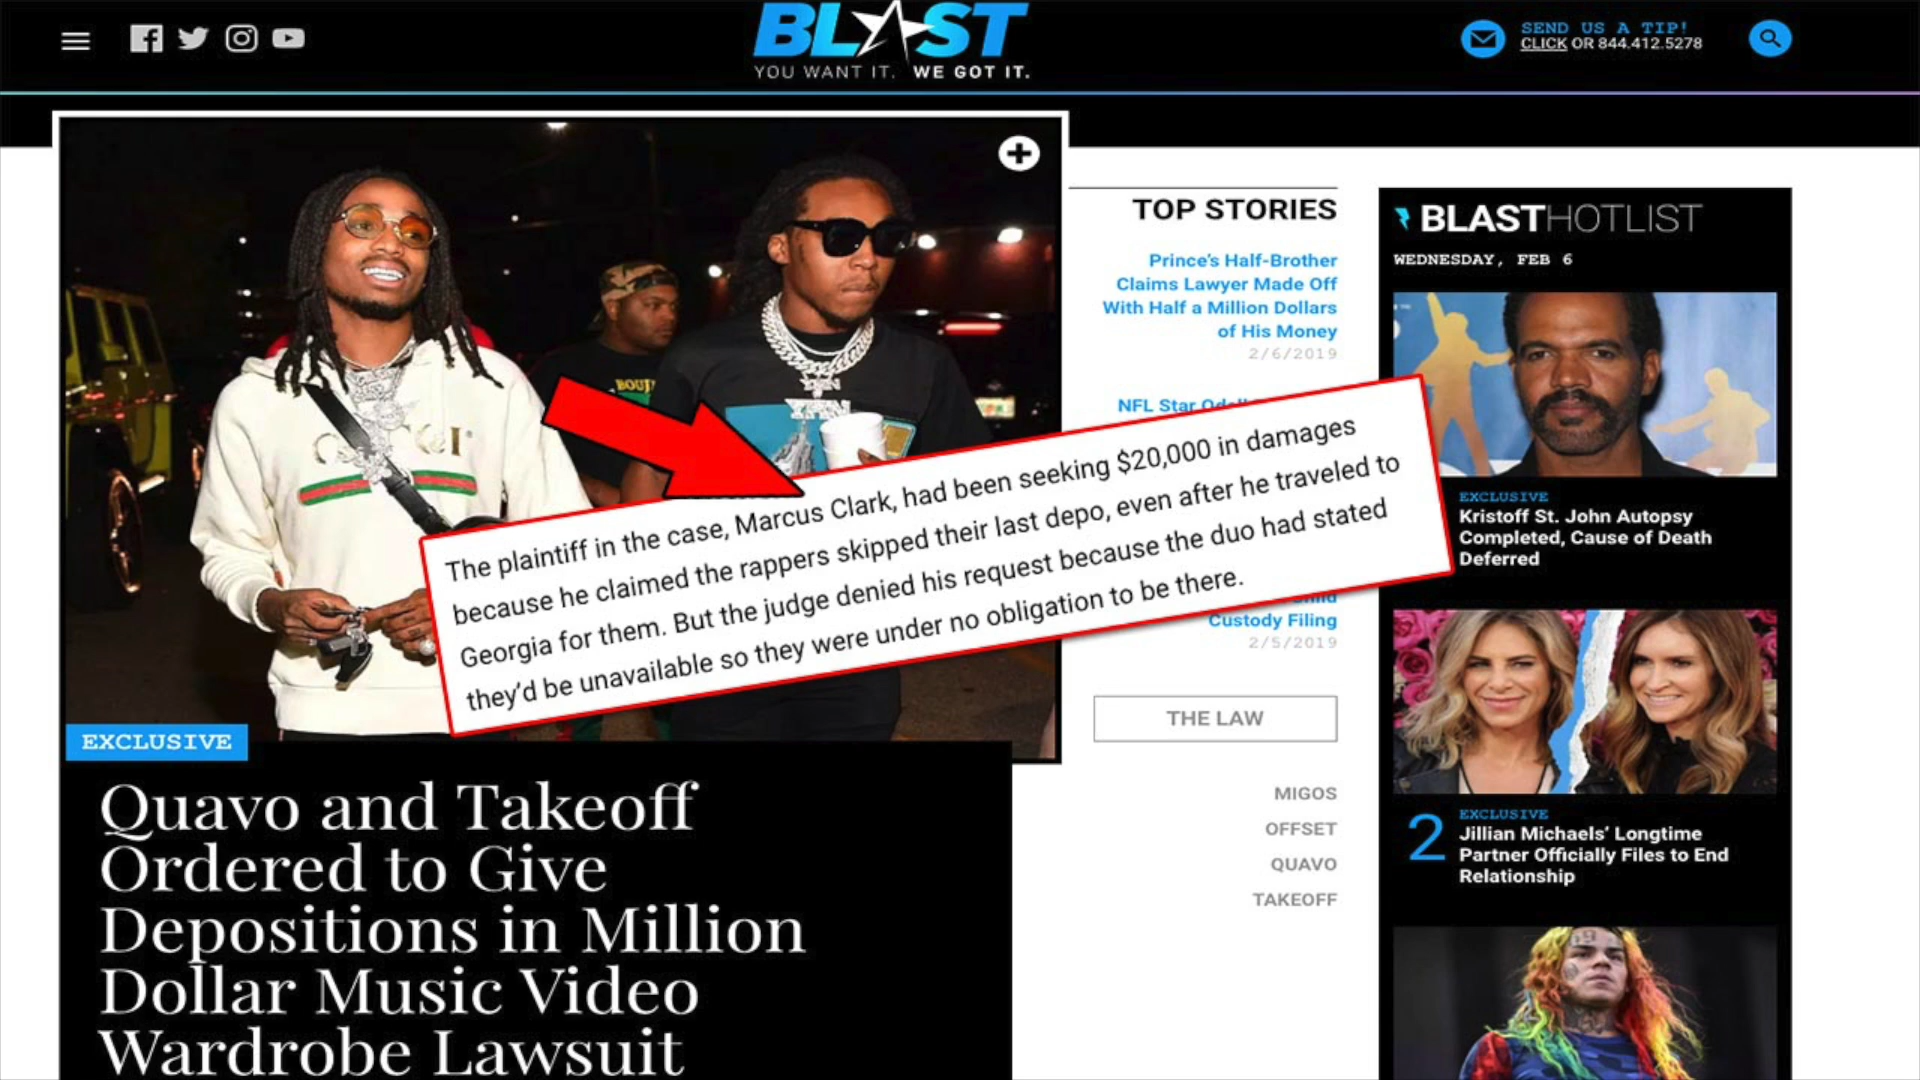 BLAST
YOU WANT IT. WE GOT IT.
SEND US A TIP!
CLICK OR 844.412.5278
TOP STORIES
Prince's Half-Brother
Claims Lawyer Made Off
With Half a Million Dollars
of His Money
2/6/2019
NFL Star
Custody Filing
2/5/2019
THE LAW
MIGOS
OFFSET
QUAVO
TAKEOFF
BLASTHOTLIST
WEDNESDAY, FEB 6
EXCLUSIVE
Kristoff St. John Autopsy
Completed, Cause of Death
Deferred
2
EXCLUSIVE
Jillian Michaels' Longtime
Partner Officially Files to End
Relationship
The plaintiff in the case, Marcus Clark, had been seeking $20,000 in damages
because he claimed the rappers skipped their last depo, even after he traveled to
Georgia for them. But the judge denied his request because the duo had stated
they'd be unavailable so they were under no obligation to be there.
EXCLUSIVE
Quavo and Takeoff
Ordered to Give
Depositions in Million
Dollar Music Video
Wardrobe Lawsuit